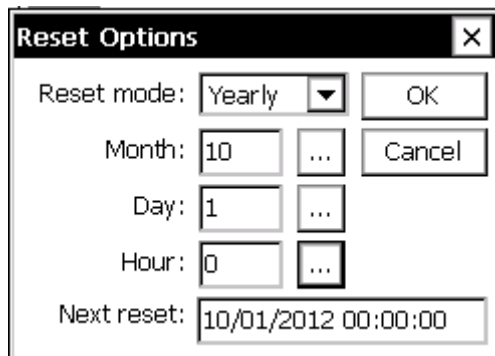 Reset Options
Reset mode: Yearly OK
Month: 10 ... Cancel
Day: 1 ...
Hour: 0 ...
Next reset: 10/01/2012 00:00:00